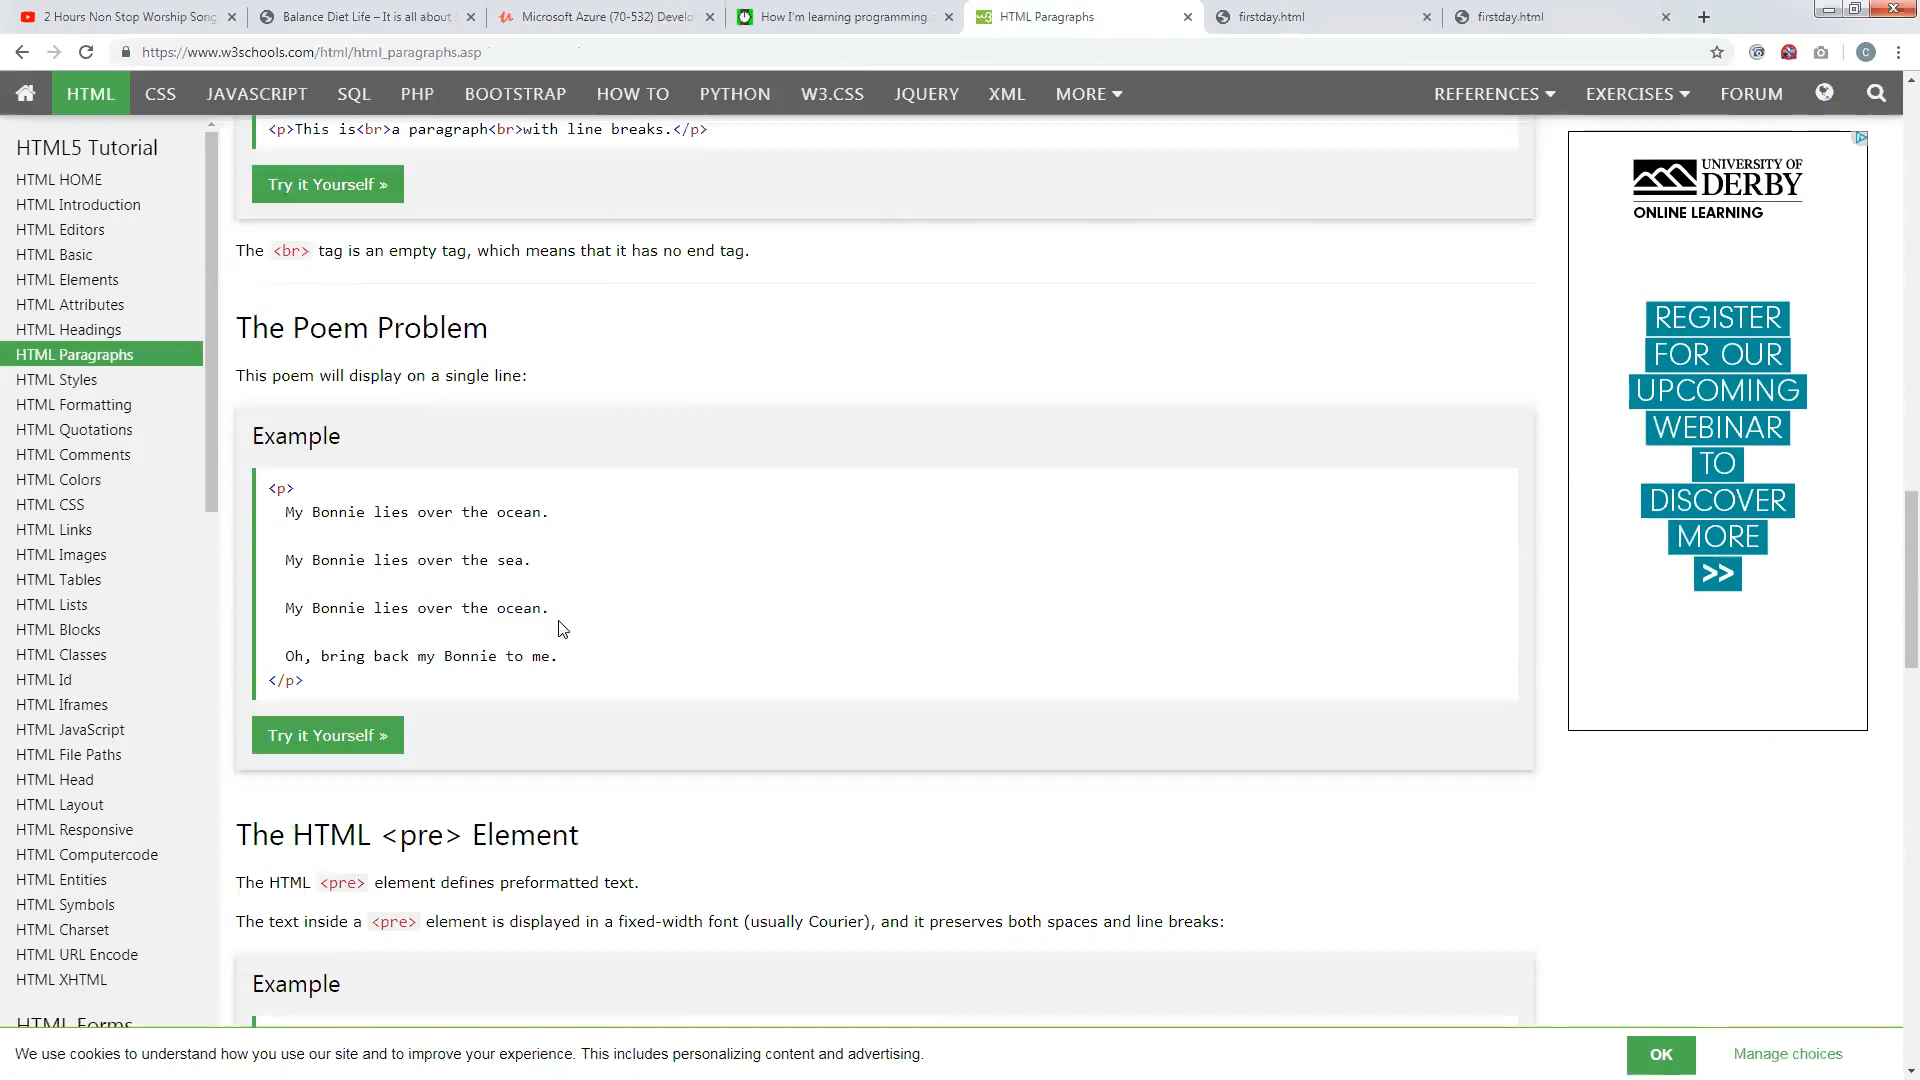 2 Hours Non Stop Worship Song
Balance Diet Life – It is all about
Microsoft Azure (70-532) Develo
How I'm learning programming
HTML Paragraphs
firstday.html
firstday.html
https://www.w3schools.com/html/html_paragraphs.asp
C
HTML
CSS
JAVASCRIPT
SQL
PHP
BOOTSTRAP
HOW TO
PYTHON
W3.CSS
JQUERY
XML
MORE
REFERENCES
EXERCISES
FORUM
HTML5 Tutorial
HTML HOME
HTML Introduction
HTML Editors
HTML Basic
HTML Elements
HTML Attributes
HTML Headings
HTML Paragraphs
HTML Styles
HTML Formatting
HTML Quotations
HTML Comments
HTML Colors
HTML CSS
HTML Links
HTML Images
HTML Tables
HTML Lists
HTML Blocks
HTML Classes
HTML Id
HTML Iframes
HTML JavaScript
HTML File Paths
HTML Head
HTML Layout
HTML Responsive
HTML Computercode
HTML Entities
HTML Symbols
HTML Charset
HTML URL Encode
HTML XHTML
HTML Forms
<p>This is<br>a paragraph<br>with line breaks.</p>
Try it Yourself »
The <br> tag is an empty tag, which means that it has no end tag.
The Poem Problem
This poem will display on a single line:
Example
<p>
My Bonnie lies over the ocean.
My Bonnie lies over the sea.
My Bonnie lies over the ocean.
Oh, bring back my Bonnie to me.
</p>
Try it Yourself »
The HTML <pre> Element
The HTML <pre> element defines preformatted text.
The text inside a <pre> element is displayed in a fixed-width font (usually Courier), and it preserves both spaces and line breaks:
Example
UNIVERSITY OF
DERBY
ONLINE LEARNING
REGISTER
FOR OUR
UPCOMING
WEBINAR
TO
DISCOVER
MORE
>>
We use cookies to understand how you use our site and to improve your experience. This includes personalizing content and advertising.
OK
Manage choices